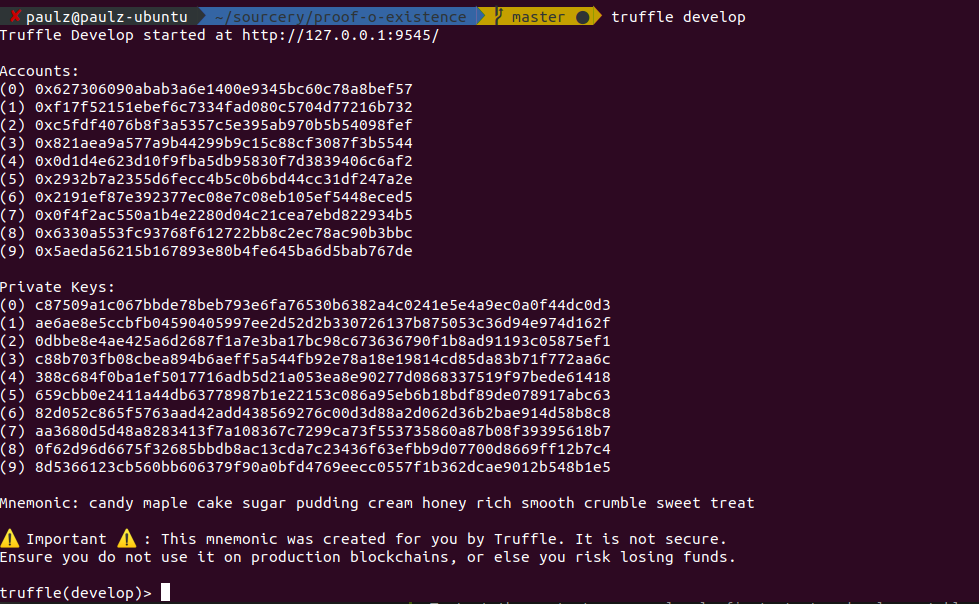 ✗ paulz@paulz-ubuntu ~/sourcery/proof-o-existence master ● truffle develop
Truffle Develop started at http://127.0.0.1:9545/
Accounts:
(0) 0x627306090abab3a6e1400e9345bc60c78a8bef57
(1) 0xf17f52151ebef6c7334fad080c5704d77216b732
(2) 0xc5fdf4076b8f3a5357c5e395ab970b5b54098fef
(3) 0x821aea9a577a9b44299b9c15c88cf3087f3b5544
(4) 0x0d1d4e623d10f9fba5db95830f7d3839406c6af2
(5) 0x2932b7a2355d6fecc4b5c0b6bd44cc31df247a2e
(6) 0x2191ef87e392377ec08e7c08eb105ef5448eced5
(7) 0x0f4f2ac550a1b4e2280d04c21cea7ebd822934b5
(8) 0x6330a553fc93768f612722bb8c2ec78ac90b3bbc
(9) 0x5aeda56215b167893e80b4fe645ba6d5bab767de
Private Keys:
(0) c87509a1c067bbde78beb793e6fa76530b6382a4c0241e5e4a9ec0a0f44dc0d3
(1) ae6ae8e5ccbfb04590405997ee2d52d2b330726137b875053c36d94e974d162f
(2) 0dbbe8e4ae425a6d2687f1a7e3ba17bc98c673636790f1b8ad91193c05875ef1
(3) c88b703fb08cbea894b6aeff5a544fb92e78a18e19814cd85da83b71f772aa6c
(4) 388c684f0ba1ef5017716adb5d21a053ea8e90277d0868337519f97bede61418
(5) 659cbb0e2411a44db63778987b1e22153c086a95eb6b18bdf89de078917abc63
(6) 82d052c865f5763aad42add438569276c00d3d88a2d062d36b2bae914d58b8c8
(7) aa3680d5d48a8283413f7a108367c7299ca73f553735860a87b08f39395618b7
(8) 0f62d96d6675f32685bbdb8ac13cda7c23436f63efbb9d07700d8669ff12b7c4
(9) 8d5366123cb560bb606379f90a0bfd4769eecc0557f1b362dcae9012b548b1e5
Mnemonic: candy maple cake sugar pudding cream honey rich smooth crumble sweet treat
⚠️ Important ⚠️ : This mnemonic was created for you by Truffle. It is not secure.
Ensure you do not use it on production blockchains, or else you risk losing funds.
truffle(develop)>